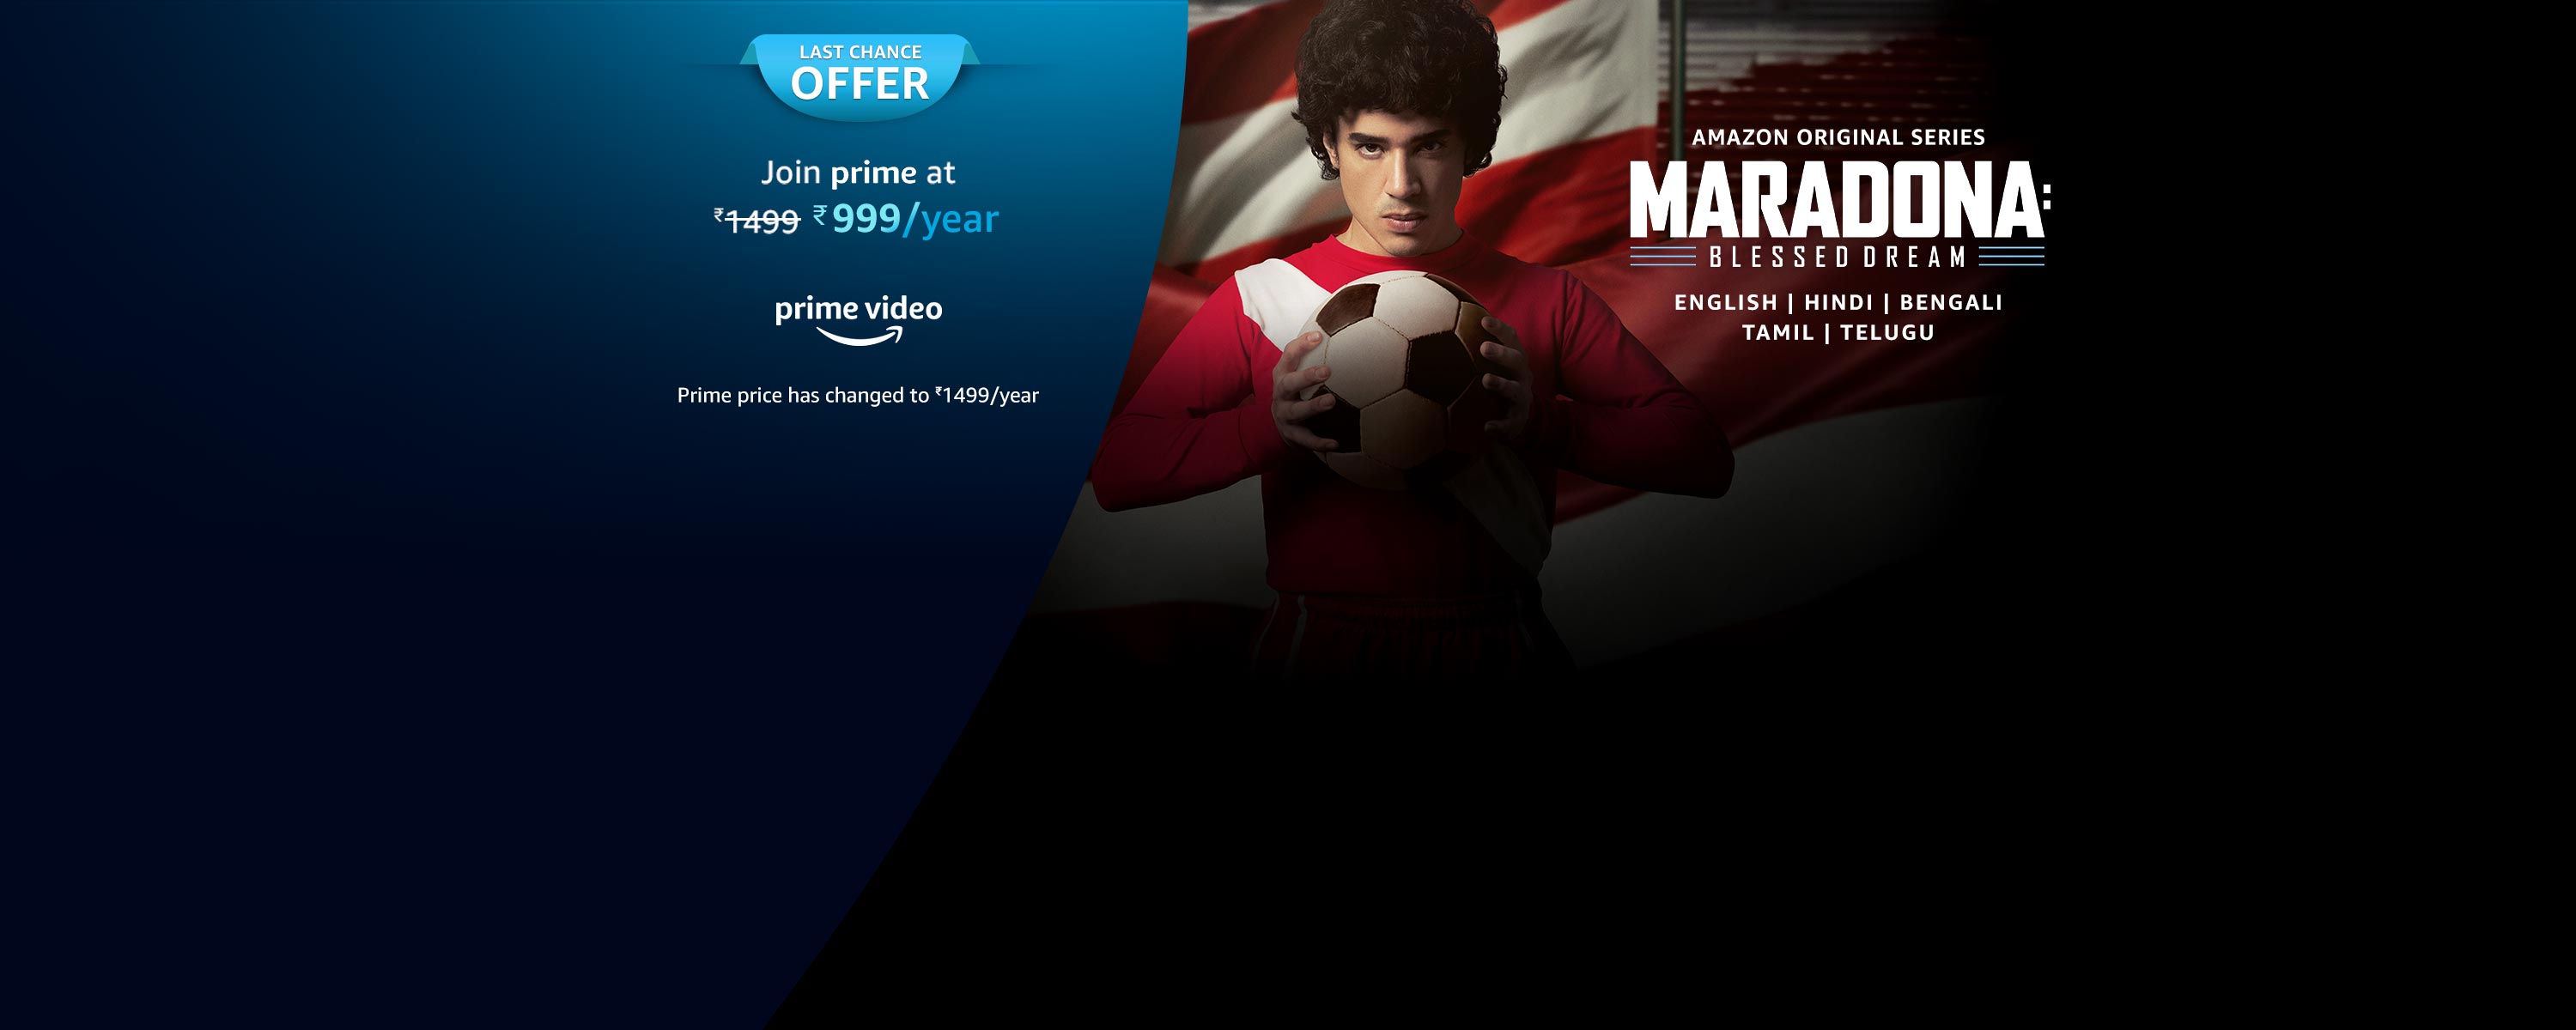 LAST CHANCE
OFFER
Join prime at
₹1499 ₹999/year
prime video
Prime price has changed to ₹1499/year
AMAZON ORIGINAL SERIES
MARADONA:
BLESSED DREAM
ENGLISH | HINDI | BENGALI
TAMIL | TELUGU